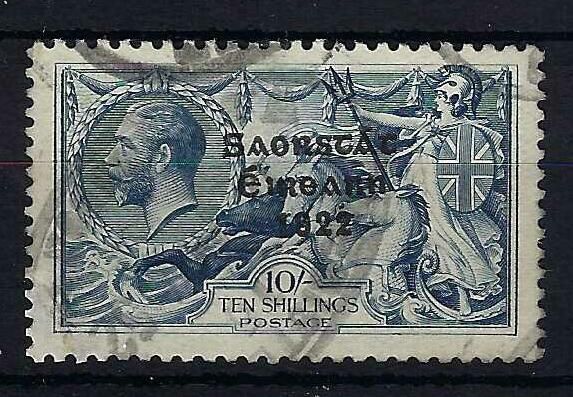 Saorstát
Éireann
1922
10/-
TEN SHILLINGS
POSTAGE